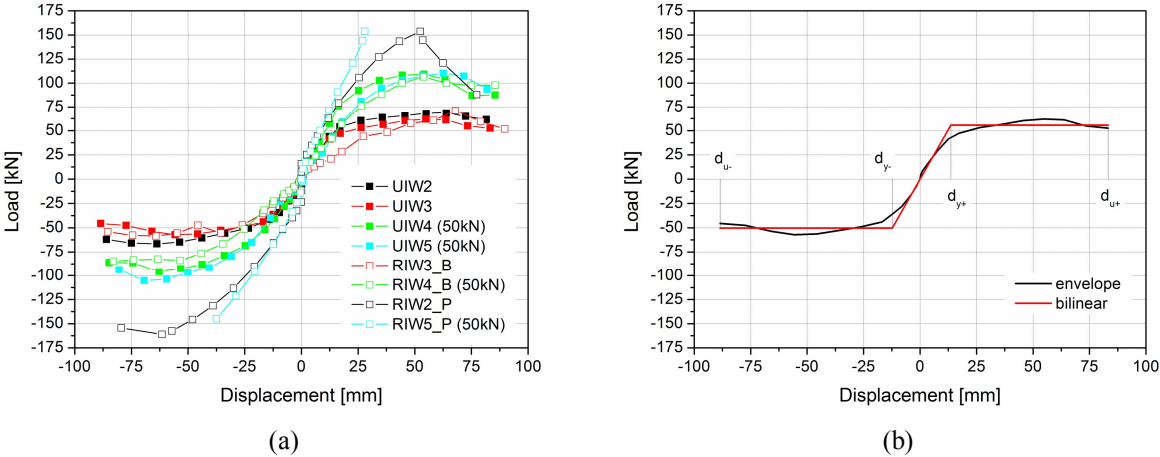 175
150
125
100
75
50
25
0
-25
-50
-75
-100
-125
-150
-175
Load [kN]
-100 -75 -50 -25 0 25 50 75 100
Displacement [mm]
UIW2
UIW3
UIW4 (50kN)
UIW5 (50kN)
RIW3_B
RIW4_B (50kN)
RIW2_P
RIW5_P (50kN)
(a)
175
150
125
100
75
50
25
0
-25
-50
-75
-100
-125
-150
-175
Load [kN]
du- dy-
dy+ du+
envelope
bilinear
-100 -75 -50 -25 0 25 50 75 100
Displacement [mm]
(b)